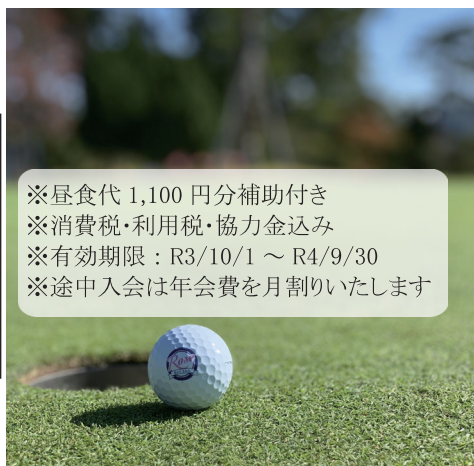 ※昼食代 1,100 円分補助付き
※消費税・利用税・協力金込み
※有効期限：R3/10/1 ～ R4/9/30
※途中入会は年会費を月割りいたします